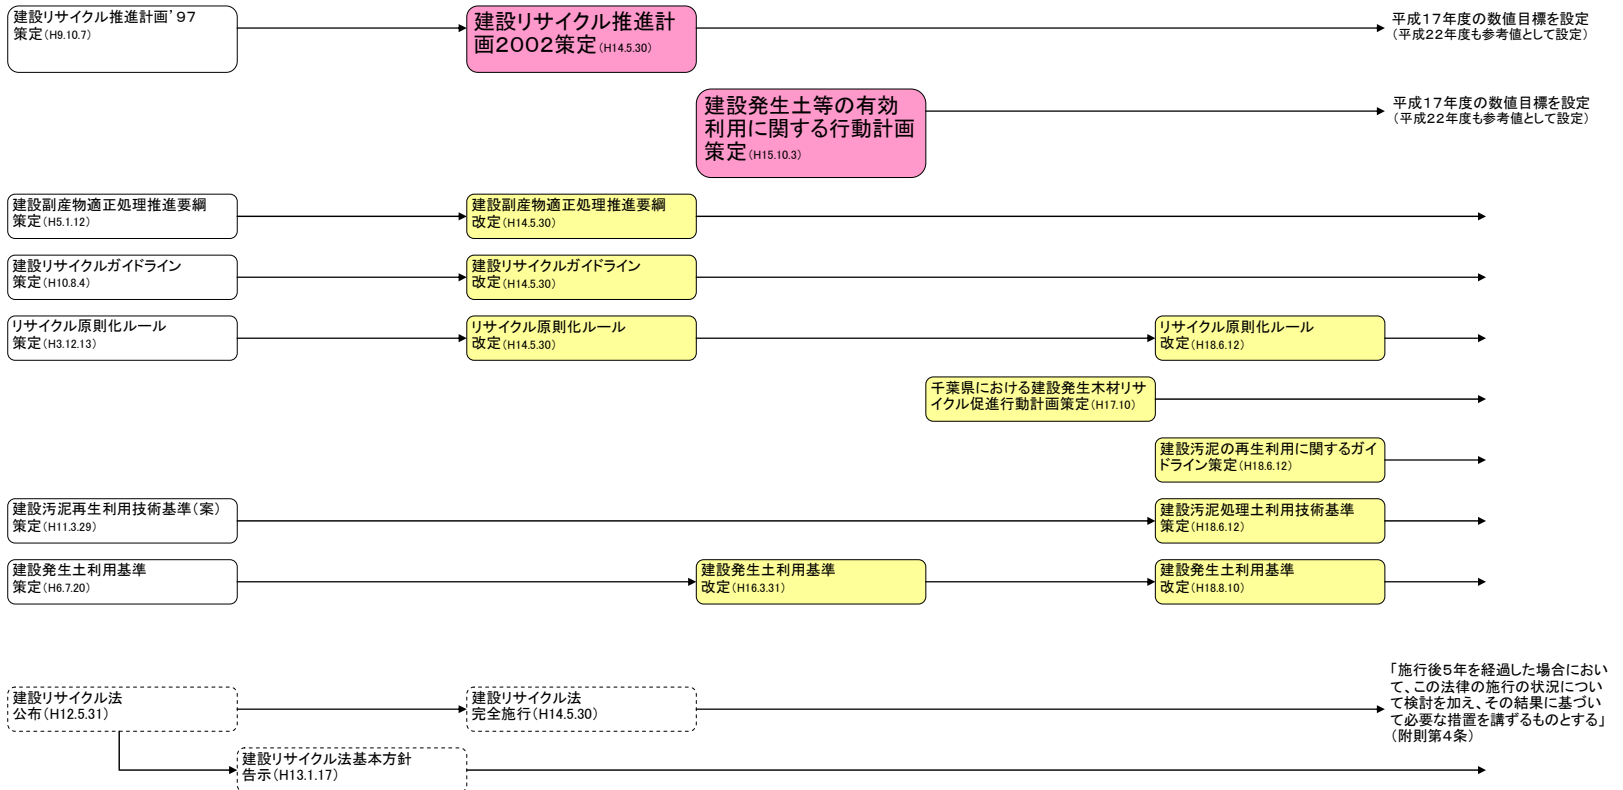 建設リサイクル推進計画'97
策定(H9.10.7)
建設リサイクル推進計
画2002策定(H14.5.30)
平成17年度の数値目標を設定
(平成22年度も参考値として設定)
建設発生土等の有効
利用に関する行動計画
策定(H15.10.3)
平成17年度の数値目標を設定
(平成22年度も参考値として設定)
建設副産物適正処理推進要綱
策定(H5.1.12)
建設副産物適正処理推進要綱
改定(H14.5.30)
建設リサイクルガイドライン
策定(H10.8.4)
建設リサイクルガイドライン
改定(H14.5.30)
リサイクル原則化ルール
策定(H3.12.13)
リサイクル原則化ルール
改定(H14.5.30)
リサイクル原則化ルール
改定(H18.6.12)
千葉県における建設発生木材リサ
イクル促進行動計画策定(H17.10)
建設汚泥の再生利用に関するガイ
ドライン策定(H18.6.12)
建設汚泥再生利用技術基準(案)
策定(H11.3.29)
建設汚泥処理土利用技術基準
策定(H18.6.12)
建設発生土利用基準
策定(H6.7.20)
建設発生土利用基準
改定(H16.3.31)
建設発生土利用基準
改定(H18.8.10)
建設リサイクル法
公布(H12.5.31)
建設リサイクル法
完全施行(H14.5.30)
「施行後5年を経過した場合におい
て、この法律の施行の状況につい
て検討を加え、その結果に基づい
て必要な措置を講ずるものとする」
(附則第4条)
建設リサイクル法基本方針
告示(H13.1.17)